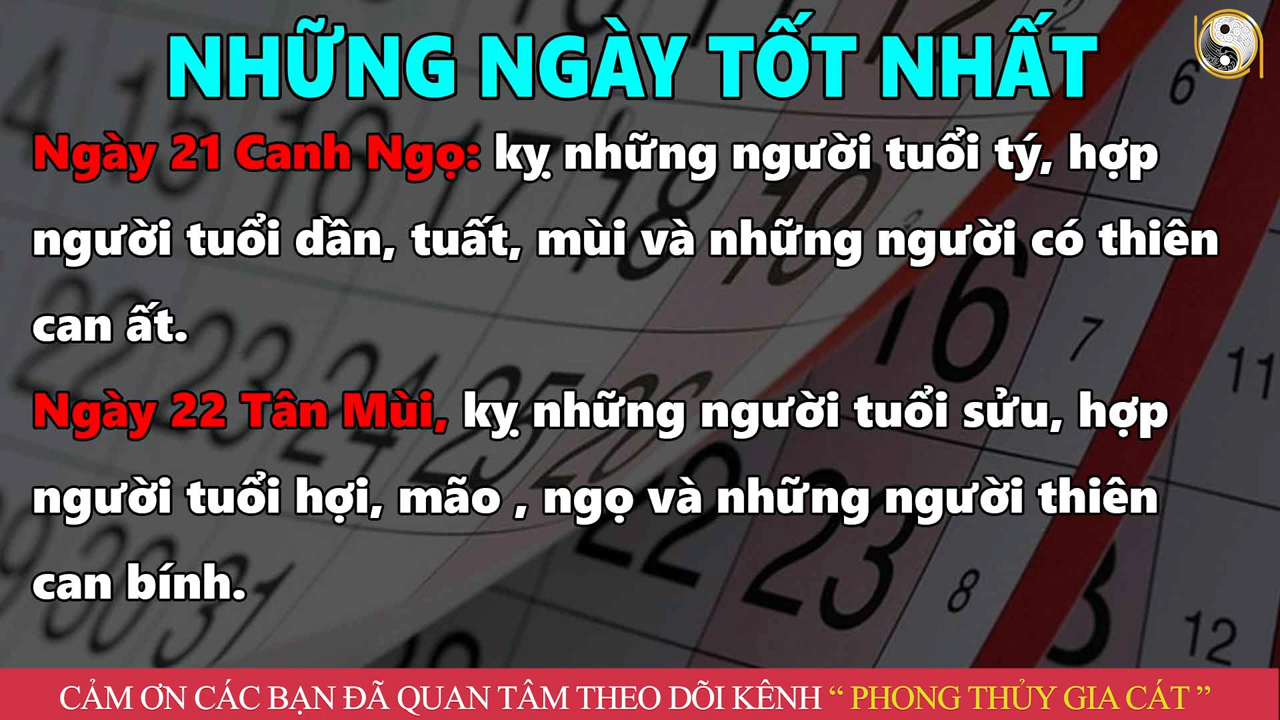 NHỮNG NGÀY TỐT NHẤT
Ngày 21 Canh Ngọ: kỵ những người tuổi tý, hợp
người tuổi dần, tuất, mùi và những người có thiên
can ất.
Ngày 22 Tân Mùi, kỵ những người tuổi sửu, hợp
người tuổi hợi, mão , ngọ và những người thiên
can bính.
CẢM ƠN CÁC BẠN ĐÃ QUAN TÂM THEO DÕI KÊNH “ PHONG THỦY GIA CÁT ”